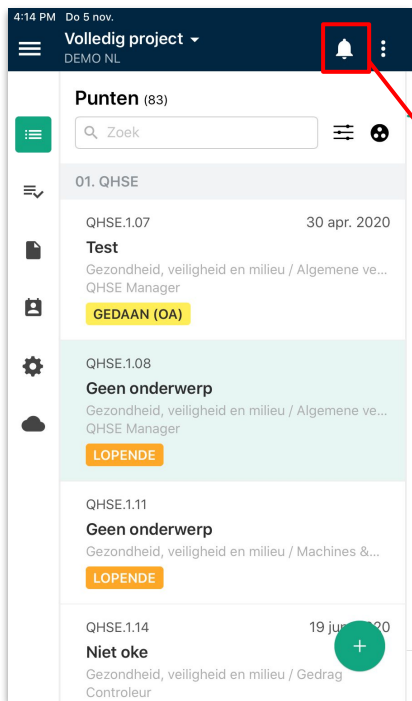 4:14 PM Do 5 nov.
Volledig project
DEMO NL
Punten (83)
Zoek
01. QHSE
QHSE.1.07 30 apr. 2020
Test
Gezondheid, veiligheid en milieu / Algemene ve...
QHSE Manager
GEDAAN (OA)
QHSE.1.08
Geen onderwerp
Gezondheid, veiligheid en milieu / Algemene ve...
QHSE Manager
LOPENDE
QHSE.1.11
Geen onderwerp
Gezondheid, veiligheid en milieu / Machines &...
LOPENDE
QHSE.1.14 19
Niet oke
Gezondheid, veiligheid en milieu / Gedrag
Controleur